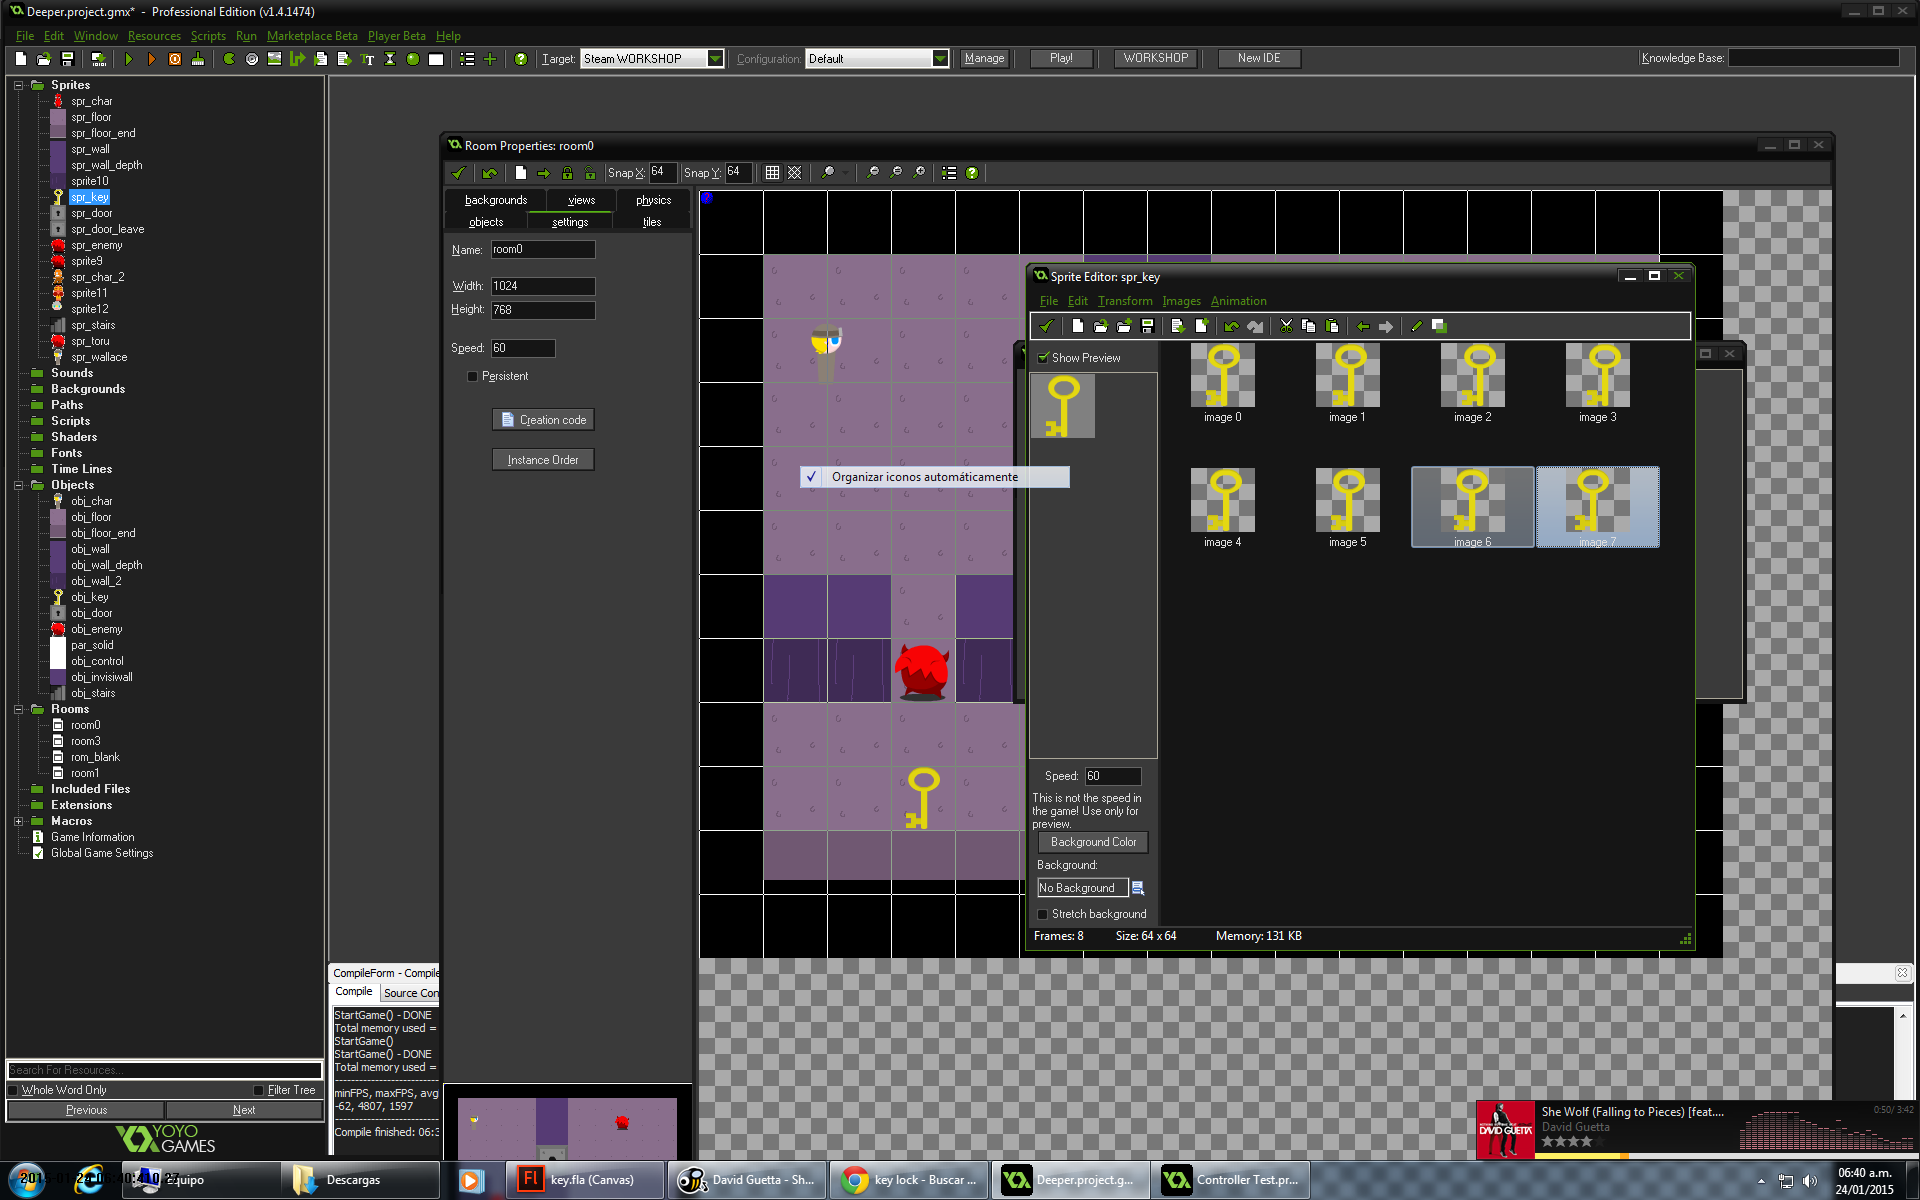 Deeper.project.gmx* - Professional Edition (v1.4.1474)
File Edit Window Resources Scripts Run Marketplace Beta Player Beta Help
Target: Steam WORKSHOP Configuration: Default Manage Play! WORKSHOP New IDE Knowledge Base:
Sprites
spr_char
spr_floor
spr_floor_end
spr_wall
spr_wall_depth
sprite10
spr_key
spr_door
spr_door_leave
spr_enemy
sprite9
spr_char_2
sprite11
sprite12
spr_stairs
spr_toru
spr_wallace
Sounds
Backgrounds
Paths
Scripts
Shaders
Fonts
Time Lines
Objects
obj_char
obj_floor
obj_floor_end
obj_wall
obj_wall_depth
obj_wall_2
obj_key
obj_door
obj_enemy
par_solid
obj_control
obj_invisiwall
obj_stairs
Rooms
room0
room3
rom_blank
room1
Included Files
Extensions
Macros
Game Information
Global Game Settings
Search For Resources...
Whole Word Only Filter Tree
Previous Next
YOYO
GAMES
Room Properties: room0
Snap X: 64 Snap Y: 64
backgrounds views physics
objects settings tiles
Name: room0
Width: 1024
Height: 768
Speed: 60
Persistent
Creation code
Instance Order
Organizar iconos automáticamente
Sprite Editor: spr_key
File Edit Transform Images Animation
Show Preview
image 0 image 1 image 2 image 3
image 4 image 5 image 6 image 7
Speed: 60
This is not the speed in
the game! Use only for
preview.
Background Color
Background:
No Background
Stretch background
Frames: 8 Size: 64 x 64 Memory: 131 KB
CompileForm - Compile
Compile Source Con
StartGame() - DONE
Total memory used =
StartGame()
StartGame() - DONE
Total memory used =
minFPS, maxFPS, avg
-62, 4807, 1597
Compile finished: 06:3
DAVID GUETTA
She Wolf (Falling to Pieces) [feat....
David Guetta
0:50/ 3:42
Equipo
Descargas
key.fla (Canvas)
David Guetta - Sh...
key lock - Buscar ...
Deeper.project.g...
Controller Test.pr...
06:40 a.m.
24/01/2015